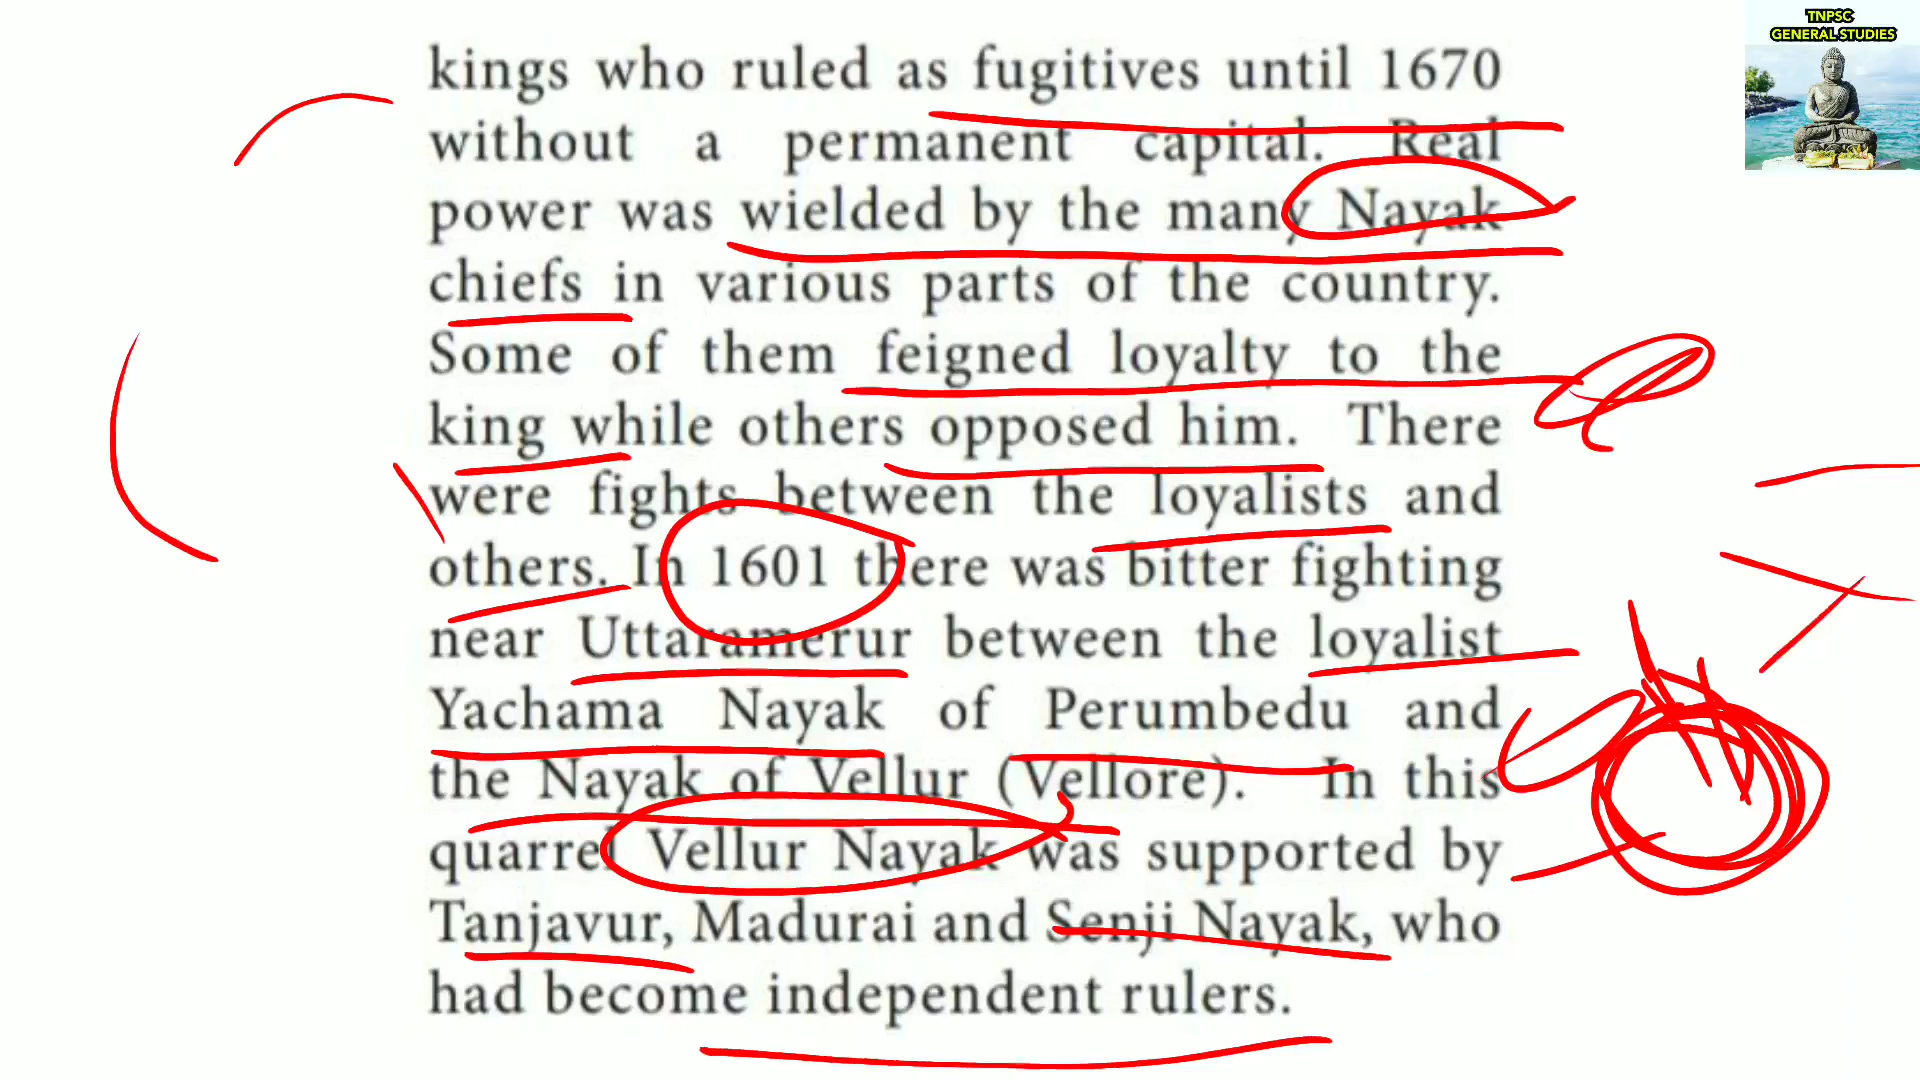 TNPSC
GENERAL STUDIES
kings who ruled as fugitives until 1670
without a permanent capital. Real
power was wielded by the many Nayak
chiefs in various parts of the country.
Some of them feigned loyalty to the
king while others opposed him. There
were fights between the loyalists and
others. In 1601 there was bitter fighting
near Uttaramerur between the loyalist
Yachama Nayak of Perumbedu and
the Nayak of Vellur (Vellore). In this
quarrel Vellur Nayak was supported by
Tanjavur, Madurai and Senji Nayak, who
had become independent rulers.